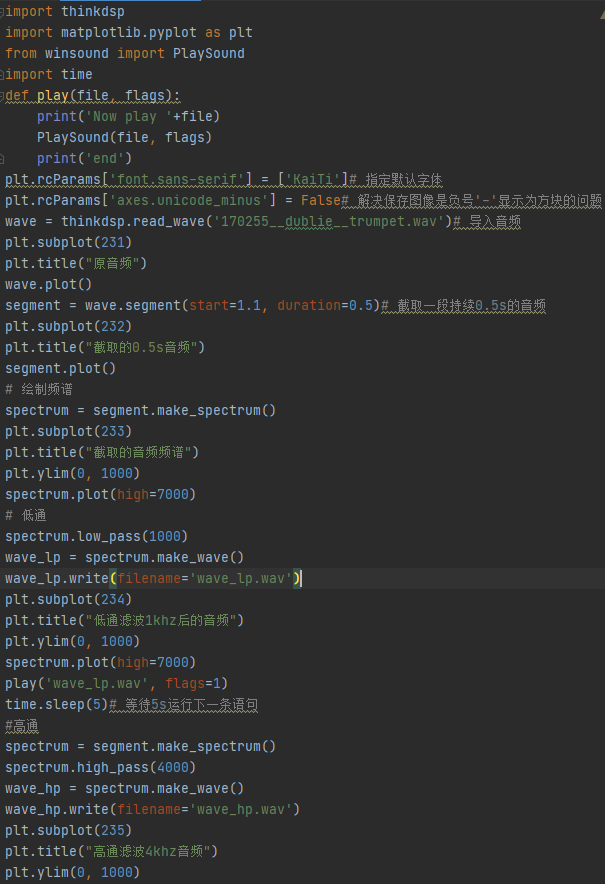 import thinkdsp
import matplotlib.pyplot as plt
from winsound import PlaySound
import time
def play(file, flags):
    print('Now play '+file)
    PlaySound(file, flags)
    print('end')
plt.rcParams['font.sans-serif'] = ['KaiTi']# 指定默认字体
plt.rcParams['axes.unicode_minus'] = False# 解决保存图像是负号'-'显示为方块的问题
wave = thinkdsp.read_wave('170255__dublie__trumpet.wav')# 导入音频
plt.subplot(231)
plt.title("原音频")
wave.plot()
segment = wave.segment(start=1.1, duration=0.5)# 截取一段持续0.5s的音频
plt.subplot(232)
plt.title("截取的0.5s音频")
segment.plot()
# 绘制频谱
spectrum = segment.make_spectrum()
plt.subplot(233)
plt.title("截取的音频频谱")
plt.ylim(0, 1000)
spectrum.plot(high=7000)
# 低通
spectrum.low_pass(1000)
wave_lp = spectrum.make_wave()
wave_lp.write(filename='wave_lp.wav')
plt.subplot(234)
plt.title("低通滤波1khz后的音频")
plt.ylim(0, 1000)
spectrum.plot(high=7000)
play('wave_lp.wav', flags=1)
time.sleep(5)# 等待5s运行下一条语句
#高通
spectrum = segment.make_spectrum()
spectrum.high_pass(4000)
wave_hp = spectrum.make_wave()
wave_hp.write(filename='wave_hp.wav')
plt.subplot(235)
plt.title("高通滤波4khz音频")
plt.ylim(0, 1000)